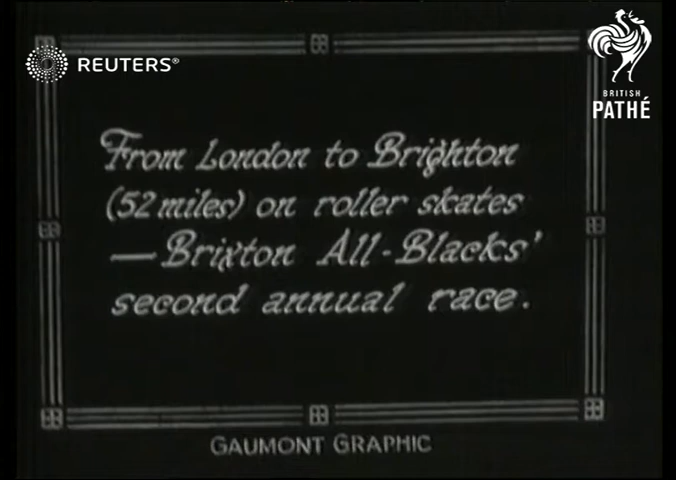 REUTERS®
BRITISH
PATHÉ
From London to Brighton
(52 miles) on roller skates
—Brixton All-Blacks'
second annual race.
GAUMONT GRAPHIC